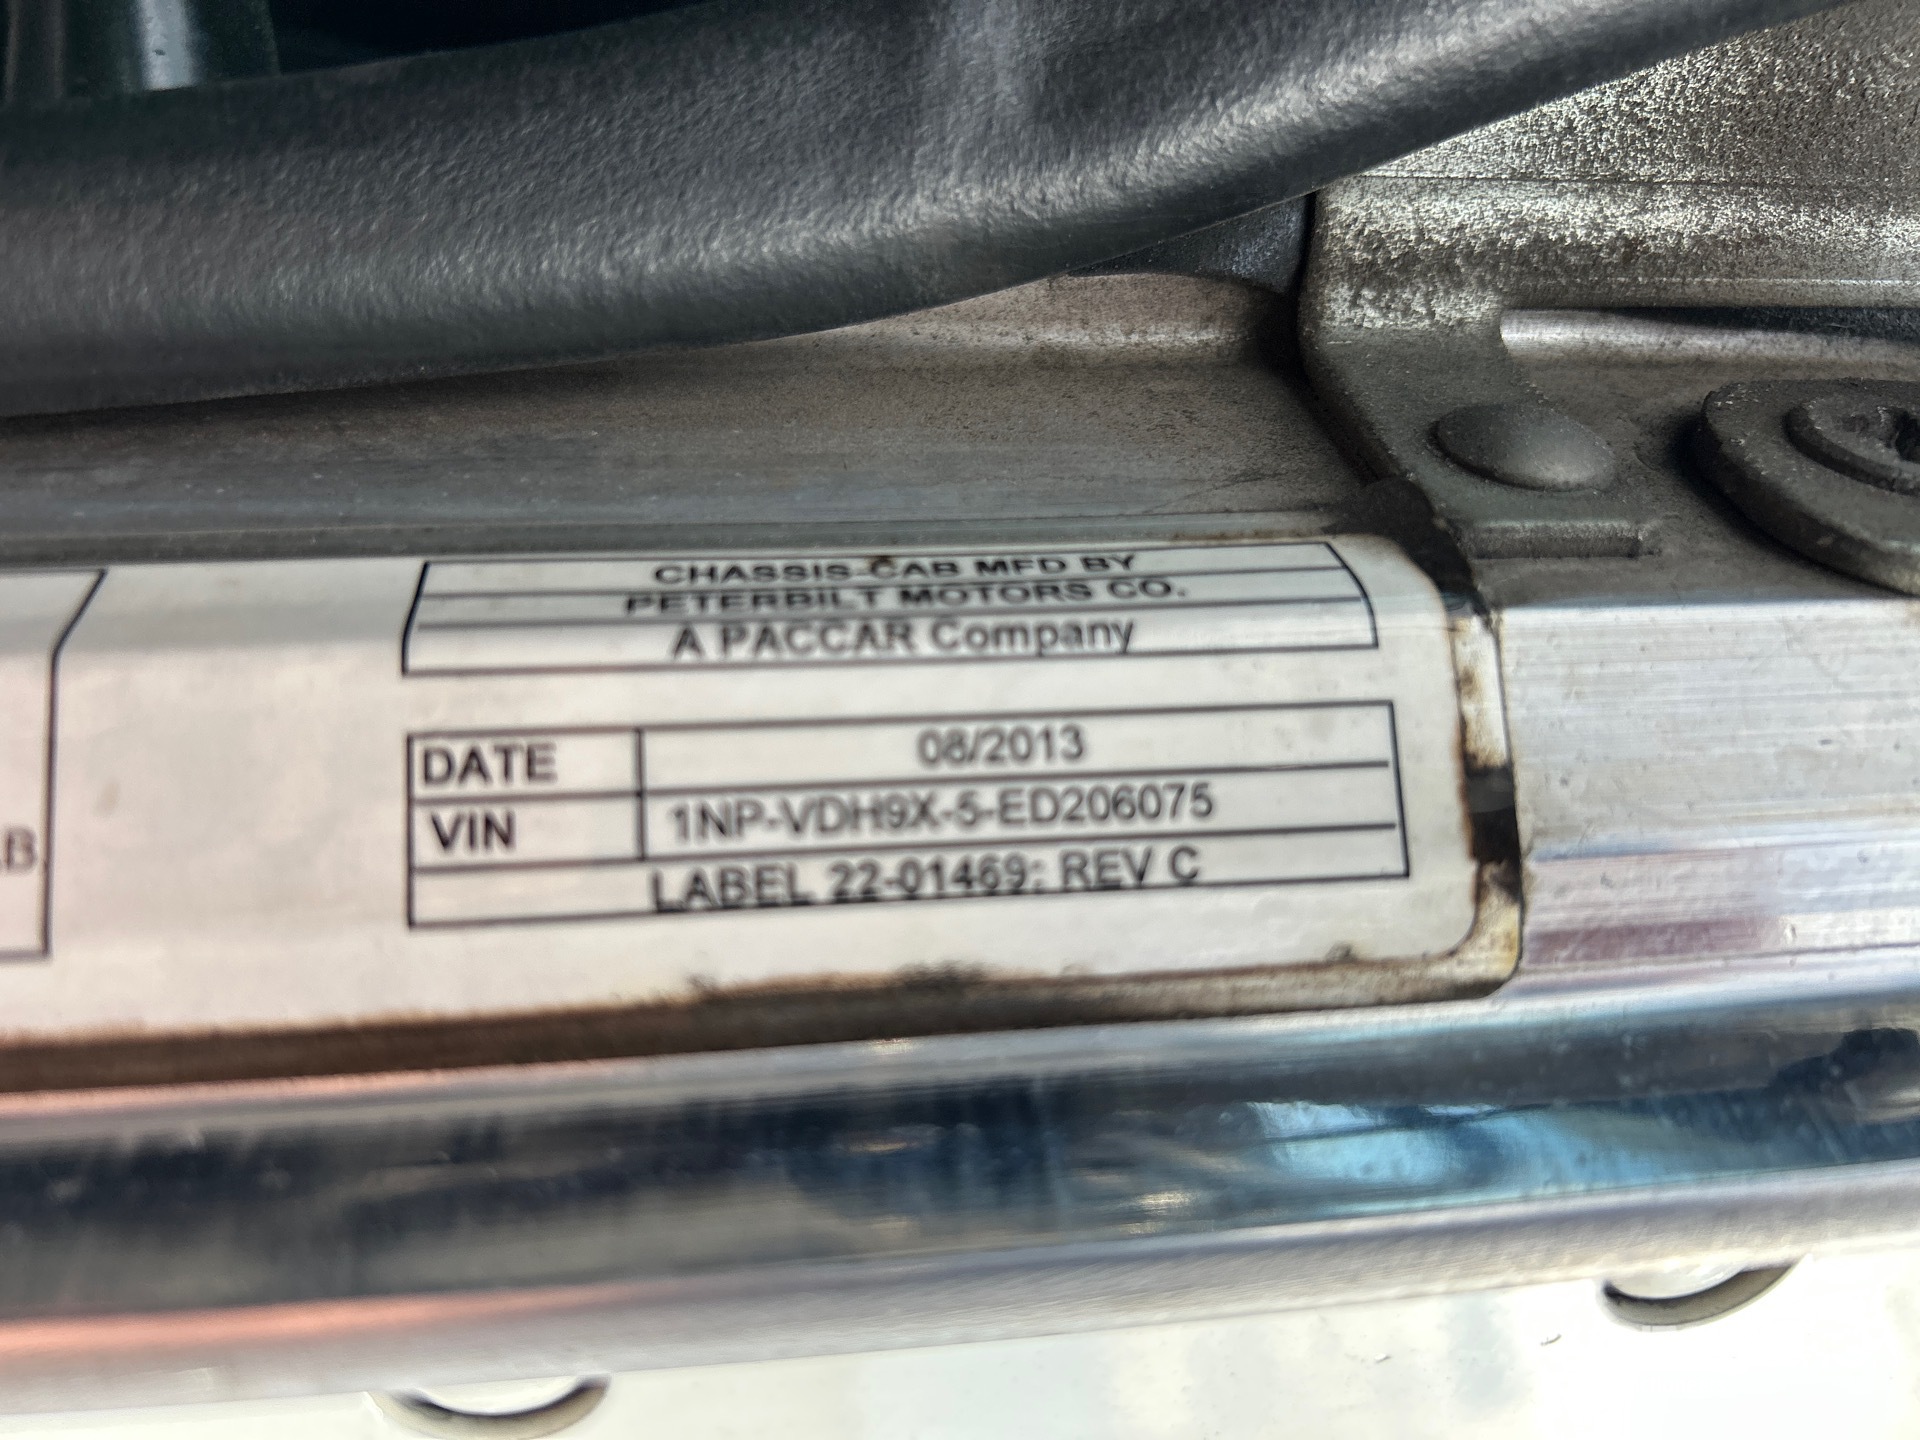 CHASSIS-CAB MFD BY
PETERBILT MOTORS CO.
A PACCAR Company
DATE 08/2013
VIN 1NP-VDH9X-5-ED206075
LABEL 22-01469: REV C